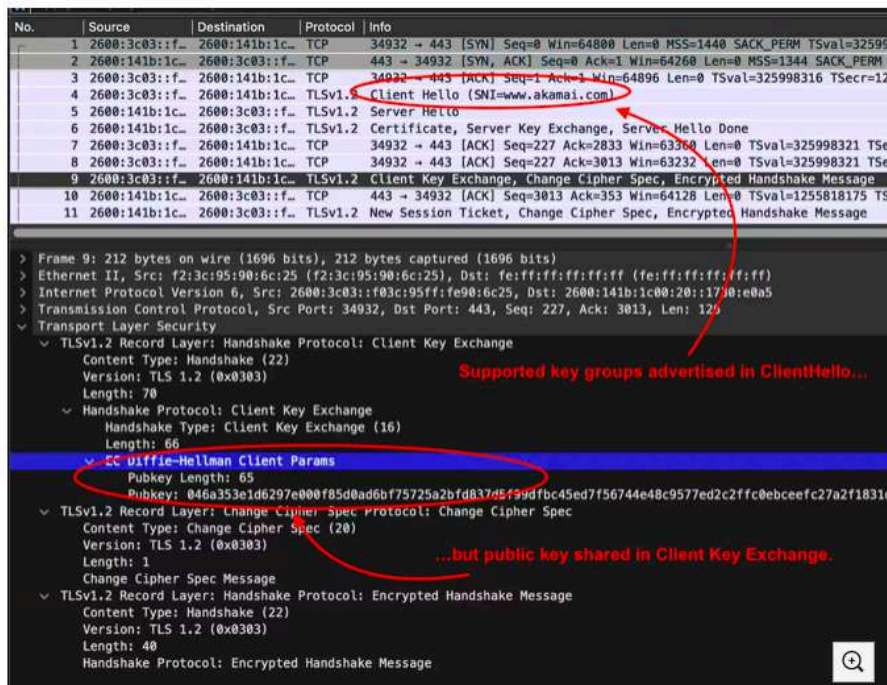 No. Source Destination Protocol Info
1 2600:3c03::f… 2600:141b:1c… TCP 34932 → 443 [SYN] Seq=0 Win=64800 Len=0 MSS=1440 SACK_PERM TSval=32599
2 2600:141b:1c… 2600:3c03::f… TCP 443 → 34932 [SYN, ACK] Seq=0 Ack=1 Win=64260 Len=0 MSS=1344 SACK_PERM
3 2600:3c03::f… 2600:141b:1c… TCP 34932 → 443 [ACK] Seq=1 Ack=1 Win=64896 Len=0 TSval=325998316 TSecr=12
4 2600:3c03::f… 2600:141b:1c… TLSv1.2 Client Hello (SNI=www.akamai.com)
5 2600:141b:1c… 2600:3c03::f… TLSv1.2 Server Hello
6 2600:141b:1c… 2600:3c03::f… TLSv1.2 Certificate, Server Key Exchange, Server Hello Done
7 2600:3c03::f… 2600:141b:1c… TCP 34932 → 443 [ACK] Seq=227 Ack=2833 Win=63360 Len=0 TSval=325998321 TSe
8 2600:3c03::f… 2600:141b:1c… TCP 34932 → 443 [ACK] Seq=227 Ack=3013 Win=63232 Len=0 TSval=325998321 TSe
9 2600:3c03::f… 2600:141b:1c… TLSv1.2 Client Key Exchange, Change Cipher Spec, Encrypted Handshake Message
10 2600:141b:1c… 2600:3c03::f… TCP 443 → 34932 [ACK] Seq=3013 Ack=353 Win=64128 Len=0 TSval=1255818175 TS
11 2600:141b:1c… 2600:3c03::f… TLSv1.2 New Session Ticket, Change Cipher Spec, Encrypted Handshake Message
Frame 9: 212 bytes on wire (1696 bits), 212 bytes captured (1696 bits)
Ethernet II, Src: f2:3c:95:90:6c:25 (f2:3c:95:90:6c:25), Dst: fe:ff:ff:ff:ff:ff (fe:ff:ff:ff:ff:ff)
Internet Protocol Version 6, Src: 2600:3c03::f03c:95ff:fe90:6c25, Dst: 2600:141b:1c00:20::1730:e0a5
Transmission Control Protocol, Src Port: 34932, Dst Port: 443, Seq: 227, Ack: 3013, Len: 126
Transport Layer Security
TLSv1.2 Record Layer: Handshake Protocol: Client Key Exchange
Content Type: Handshake (22)
Version: TLS 1.2 (0x0303)
Supported key groups advertised in ClientHello…
Length: 70
Handshake Protocol: Client Key Exchange
Handshake Type: Client Key Exchange (16)
Length: 66
EC Diffie-Hellman Client Params
Pubkey Length: 65
Pubkey: 046a353e1d6297e000f85d0ad6bf75725a2bfd837d5f99dfbc45ed7f56744e48c9577ed2c2ffc0ebceefc27a2f1831
TLSv1.2 Record Layer: Change Cipher Spec Protocol: Change Cipher Spec
Content Type: Change Cipher Spec (20)
Version: TLS 1.2 (0x0303)
…but public key shared in Client Key Exchange.
Length: 1
Change Cipher Spec Message
TLSv1.2 Record Layer: Handshake Protocol: Encrypted Handshake Message
Content Type: Handshake (22)
Version: TLS 1.2 (0x0303)
Length: 40
Handshake Protocol: Encrypted Handshake Message